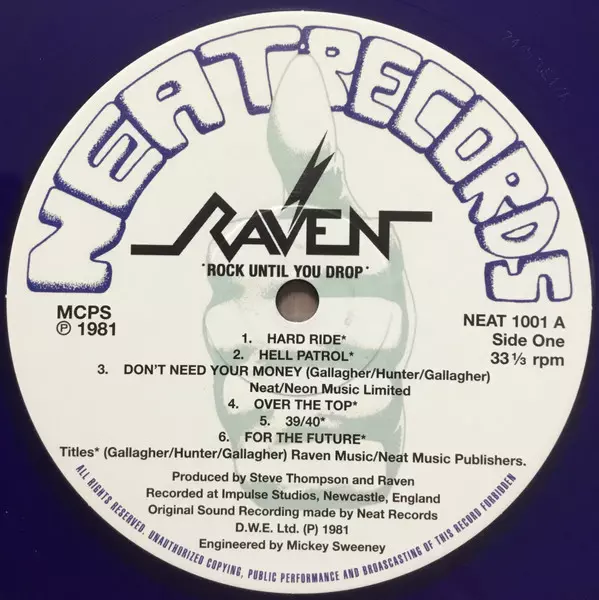 NEAT RECORDS
RAVEN
"ROCK UNTIL YOU DROP"
MCPS
℗ 1981
NEAT 1001 A
Side One
33 ⅓ rpm
1. HARD RIDE*
2. HELL PATROL*
3. DON'T NEED YOUR MONEY (Gallagher/Hunter/Gallagher)
Neat/Neon Music Limited
4. OVER THE TOP*
5. 39/40*
6. FOR THE FUTURE*
Titles* (Gallagher/Hunter/Gallagher) Raven Music/Neat Music Publishers.
Produced by Steve Thompson and Raven
Recorded at Impulse Studios, Newcastle, England
Original Sound Recording made by Neat Records
D.W.E. Ltd. (P) 1981
Engineered by Mickey Sweeney
ALL RIGHTS RESERVED. UNAUTHORIZED COPYING, PUBLIC PERFORMANCE AND BROADCASTING OF THIS RECORD FORBIDDEN